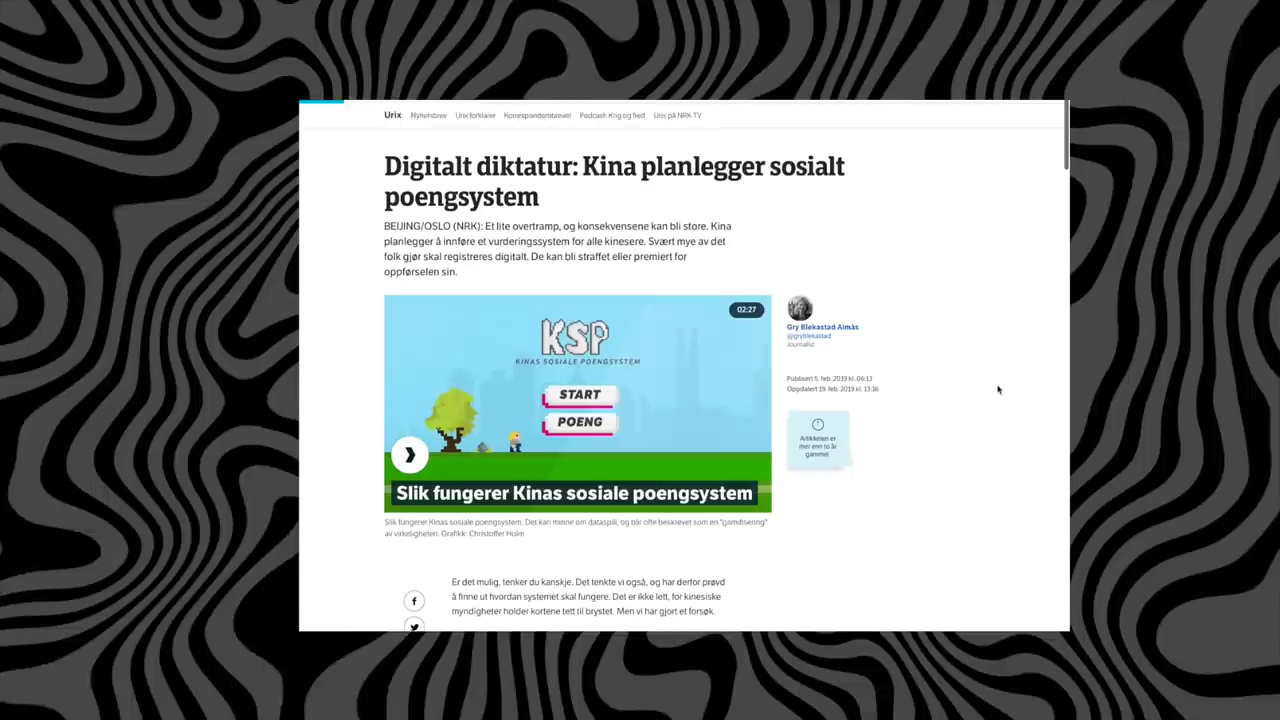 Urix Nyhetsbrev Urix forklarer Korrespondentbrevet Podcast: Krig og fred Urix på NRK TV
Digitalt diktatur: Kina planlegger sosialt
poengsystem
BEIJING/OSLO (NRK): Et lite overtramp, og konsekvensene kan bli store. Kina
planlegger å innføre et vurderingssystem for alle kinesere. Svært mye av det
folk gjør skal registreres digitalt. De kan bli straffet eller premiert for
oppførselen sin.
02:27
KSP
KINAS SOSIALE POENGSYSTEM
START
POENG
Slik fungerer Kinas sosiale poengsystem
Slik fungerer Kinas sosiale poengsystem. Det kan minne om dataspill, og blir ofte beskrevet som en "gamifisering"
av virkeligheten. Grafikk: Christoffer Holm
Gry Blekastad Almås
@gryblekastad
Journalist
Publisert 5. feb. 2019 kl. 06:13
Oppdatert 19. feb. 2019 kl. 13:16
Artikkelen er
mer enn to år
gammel
Er det mulig, tenker du kanskje. Det tenkte vi også, og har derfor prøvd
å finne ut hvordan systemet skal fungere. Det er ikke lett, for kinesiske
myndigheter holder kortene tett til brystet. Men vi har gjort et forsøk.